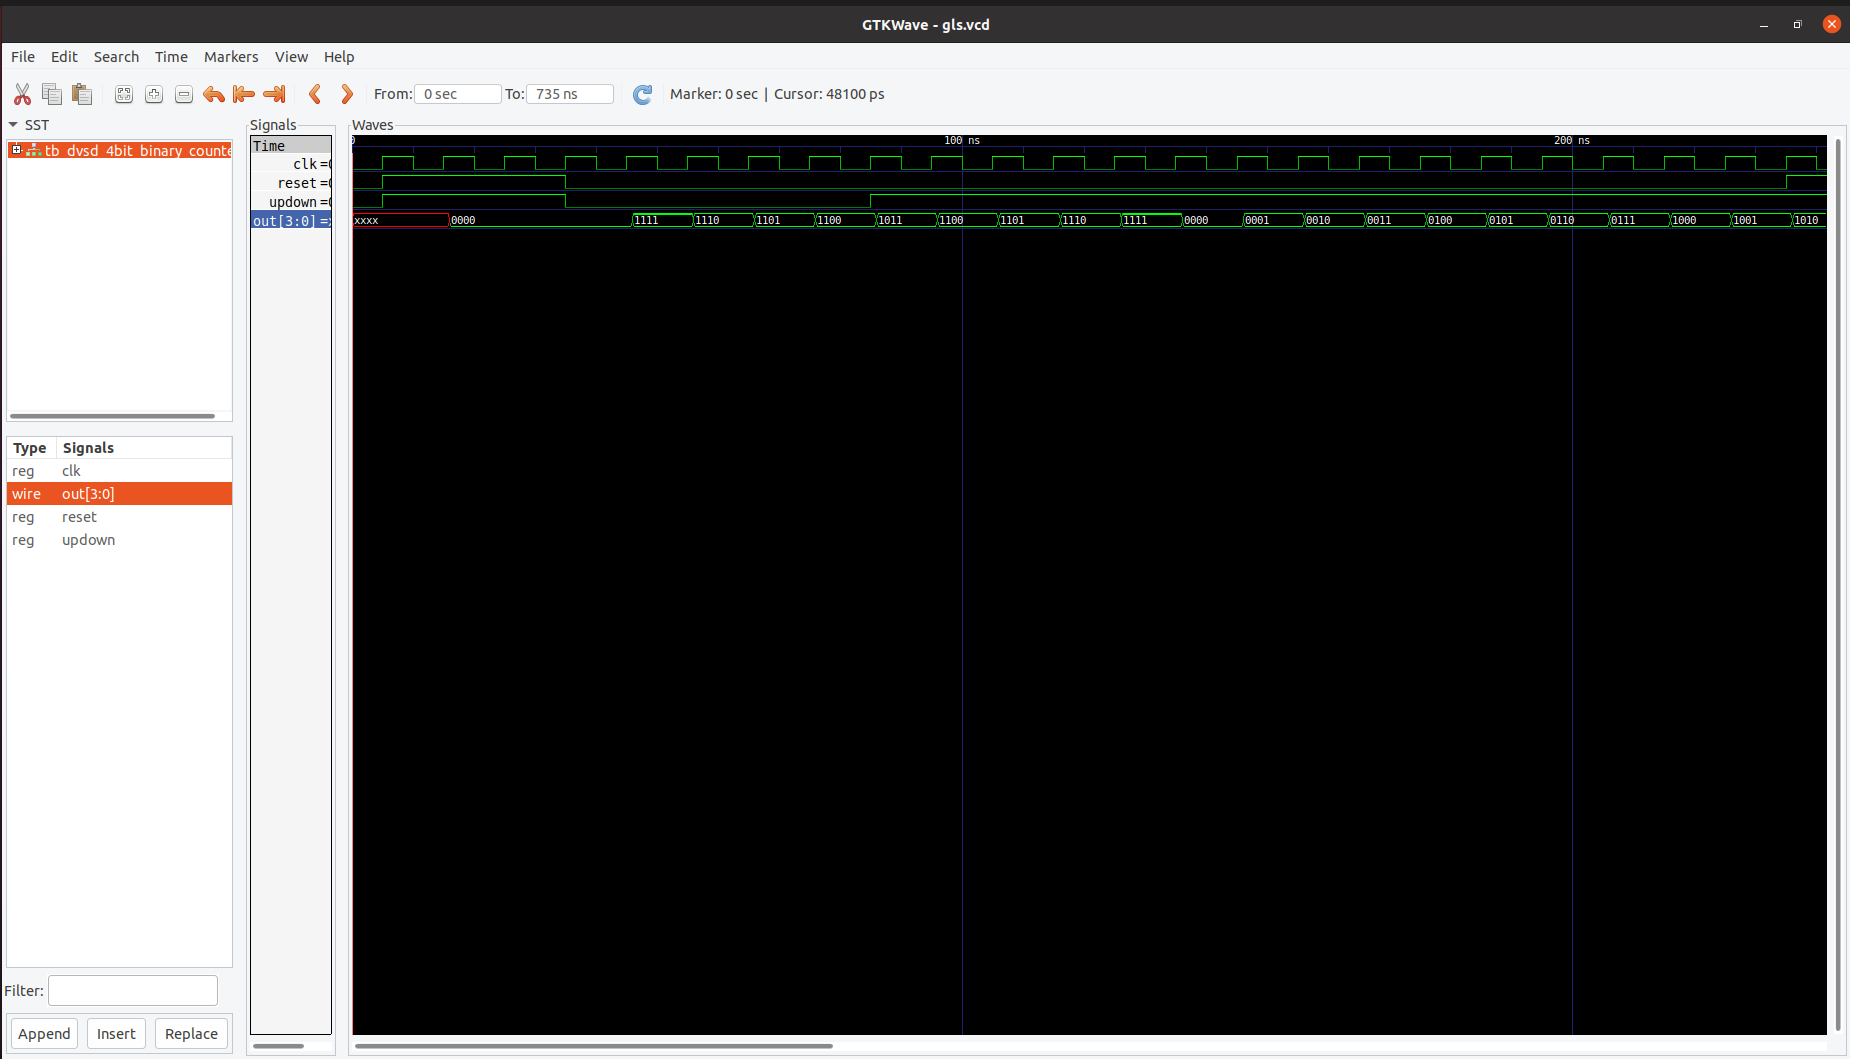 GTKWave - gls.vcd
File Edit Search Time Markers View Help
From: 0 sec To: 735 ns Marker: 0 sec | Cursor: 48100 ps
SST
tb_dvsd_4bit_binary_counte
Type Signals
reg clk
wire out[3:0]
reg reset
reg updown
Filter:
Append Insert Replace
Signals
Time
clk =0
reset =0
updown =0
out[3:0] =x
Waves
0 100 ns 200 ns
xxxx 0000 1111 1110 1101 1100 1011 1100 1101 1110 1111 0000 0001 0010 0011 0100 0101 0110 0111 1000 1001 1010